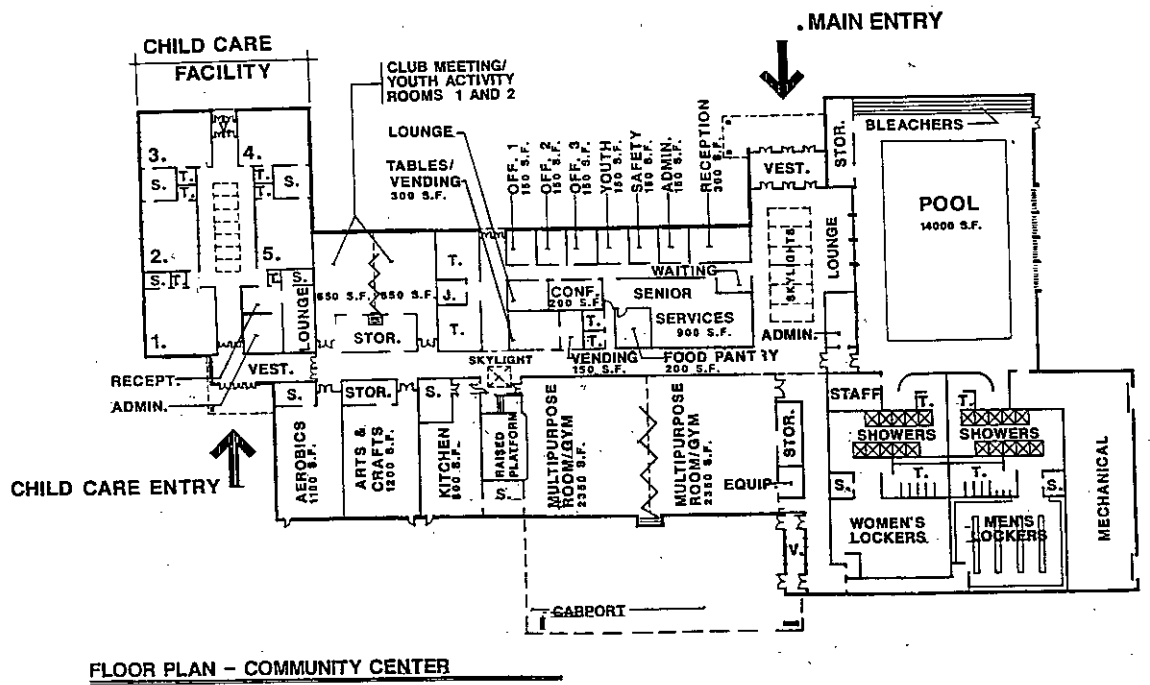 . MAIN ENTRY
CHILD CARE
FACILITY
CLUB MEETING/
YOUTH ACTIVITY
ROOMS 1 AND 2
LOUNGE
TABLES/
VENDING
300 S.F.
OFF. 1
150 S.F.
OFF. 2
150 S.F.
OFF. 3
150 S.F.
YOUTH
150 S.F.
SAFETY
150 S.F.
ADMIN.
150 S.F.
RECEPTION
300 S.F.
VEST.
STOR.
BLEACHERS
POOL
14000 S.F.
3.
4.
V
S.
T.
T.
T.
T.
S.
2.
5.
S.
T.
T.
S.
1.
LOUNGE
650 S.F.
650 S.F.
T.
J.
T.
STOR.
CONF.
200 S.F.
WAITING
SENIOR
SERVICES
900 S.F.
T.
T.
SKYLIGHTS
LOUNGE
ADMIN.
SKYLIGHT
VENDING
150 S.F.
FOOD PANTRY
200 S.F.
RECEPT.
ADMIN.
VEST.
S.
STOR.
S.
AEROBICS
1100 S.F.
ARTS &
CRAFTS
1200 S.F.
KITCHEN
RAISED
PLATFORM
S.
MULTIPURPOSE
ROOM/GYM
2350 S.F.
MULTIPURPOSE
ROOM/GYM
2350 S.F.
STOR.
EQUIP.
STAFF
T.
T.
SHOWERS
SHOWERS
T.
T.
S.
S.
WOMEN'S
LOCKERS
MEN'S
LOCKERS
MECHANICAL
V.
CHILD CARE ENTRY
CARPORT
FLOOR PLAN - COMMUNITY CENTER